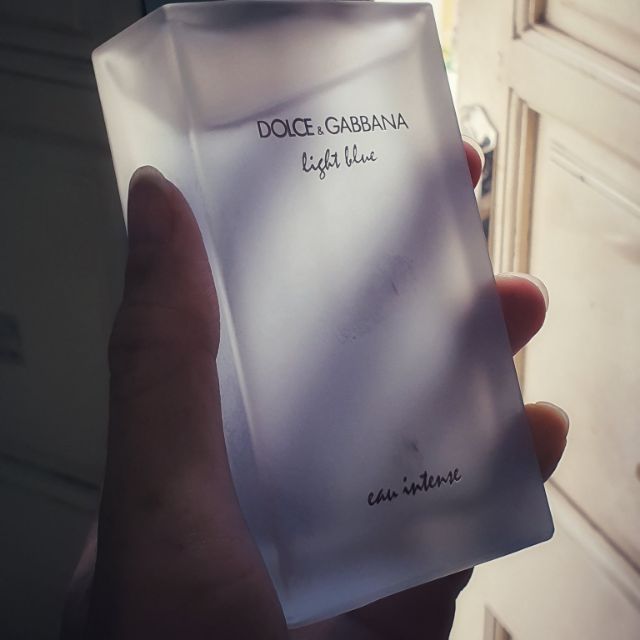 DOLCE & GABBANA
light blue
eau intense